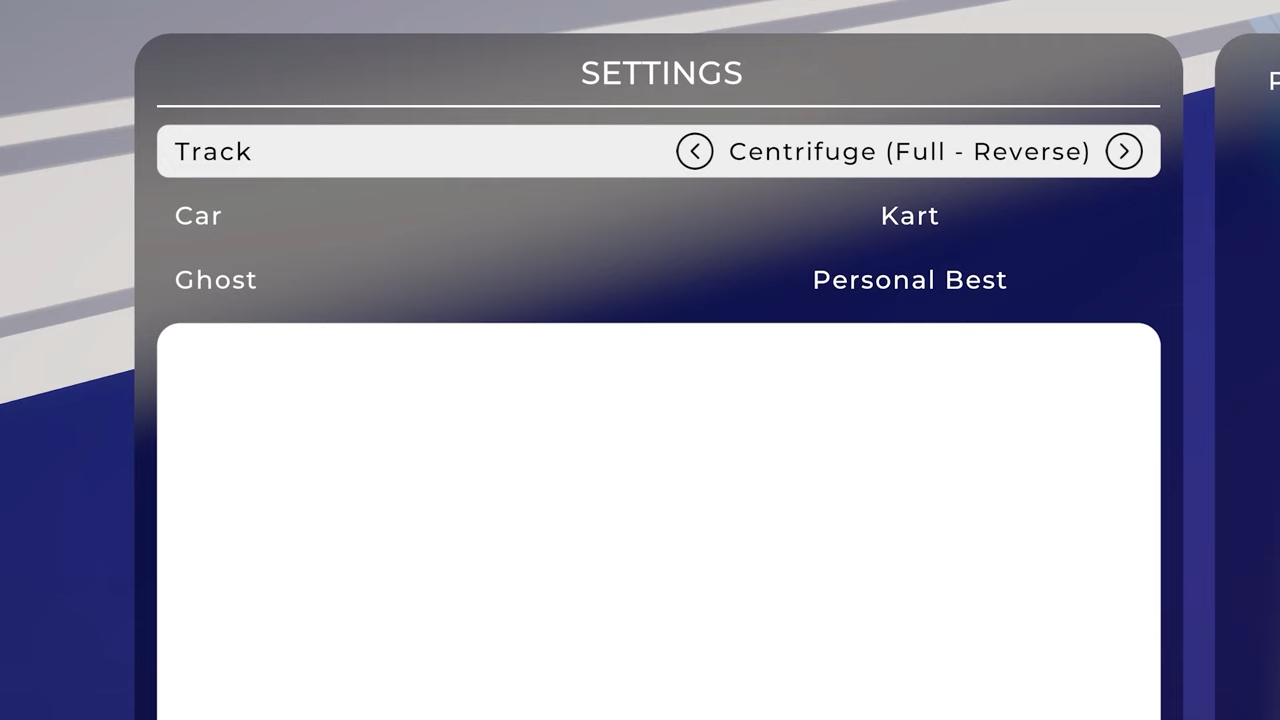 SETTINGS
Track
Centrifuge (Full - Reverse)
Car
Kart
Ghost
Personal Best